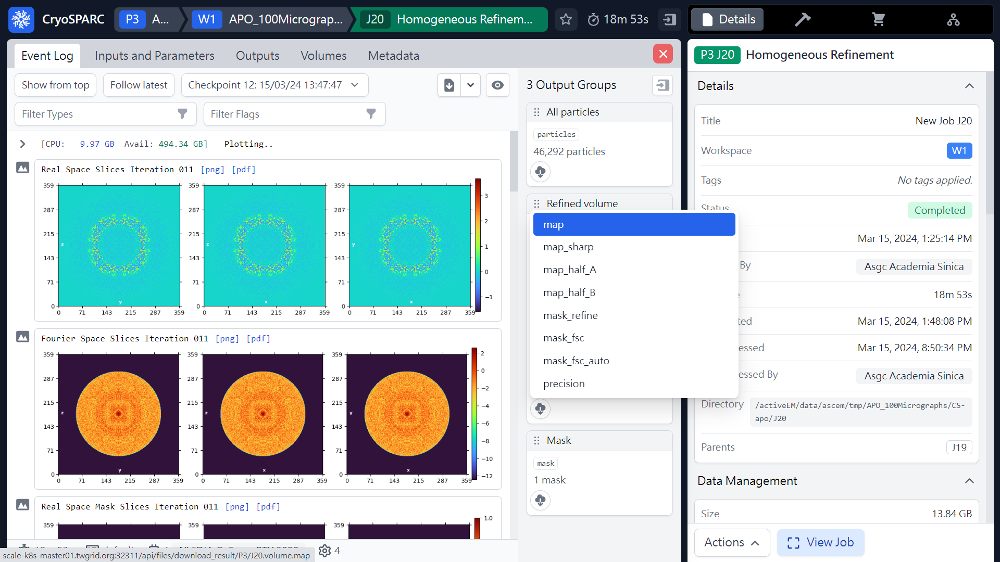 CryoSPARC
P3 A...
W1 APO_100Micrograp...
J20 Homogeneous Refinem...
18m 53s
Details
Event Log
Inputs and Parameters
Outputs
Volumes
Metadata
Show from top
Follow latest
Checkpoint 12: 15/03/24 13:47:47
Filter Types
Filter Flags
[CPU: 9.97 GB Avail: 494.34 GB] Plotting..
Real Space Slices Iteration 011 [png] [pdf]
359 359 359
287 287 287
215 215 215
z z y
143 143 143
71 71 71
y x x
0 0 0
0 71 143 215 287 359 0 71 143 215 287 359 0 71 143 215 287 359
3
2
1
0
−1
Fourier Space Slices Iteration 011 [png] [pdf]
359 359 359
287 287 287
215 215 215
z z y
143 143 143
71 71 71
y x x
0 0 0
0 71 143 215 287 359 0 71 143 215 287 359 0 71 143 215 287 359
2
0
−2
−4
−6
−8
−10
−12
Real Space Mask Slices Iteration 011 [png] [pdf]
359 359 359
1.0
4
scale-k8s-master01.twgrid.org:32311/api/files/download_result/P3/J20.volume.map
3 Output Groups
All particles
particles
46,292 particles
Refined volume
map
map_sharp
map_half_A
map_half_B
mask_refine
mask_fsc
mask_fsc_auto
precision
Mask
mask
1 mask
P3 J20 Homogeneous Refinement
Details
Title New Job J20
Workspace W1
Tags No tags applied.
Status Completed
Mar 15, 2024, 1:25:14 PM
By Asgc Academia Sinica
18m 53s
Mar 15, 2024, 1:48:08 PM
Mar 15, 2024, 8:50:34 PM
By Asgc Academia Sinica
Directory /activeEM/data/ascem/tmp/APO_100Micrographs/CS-
apo/J20
Parents J19
Data Management
Size 13.84 GB
Actions
View Job